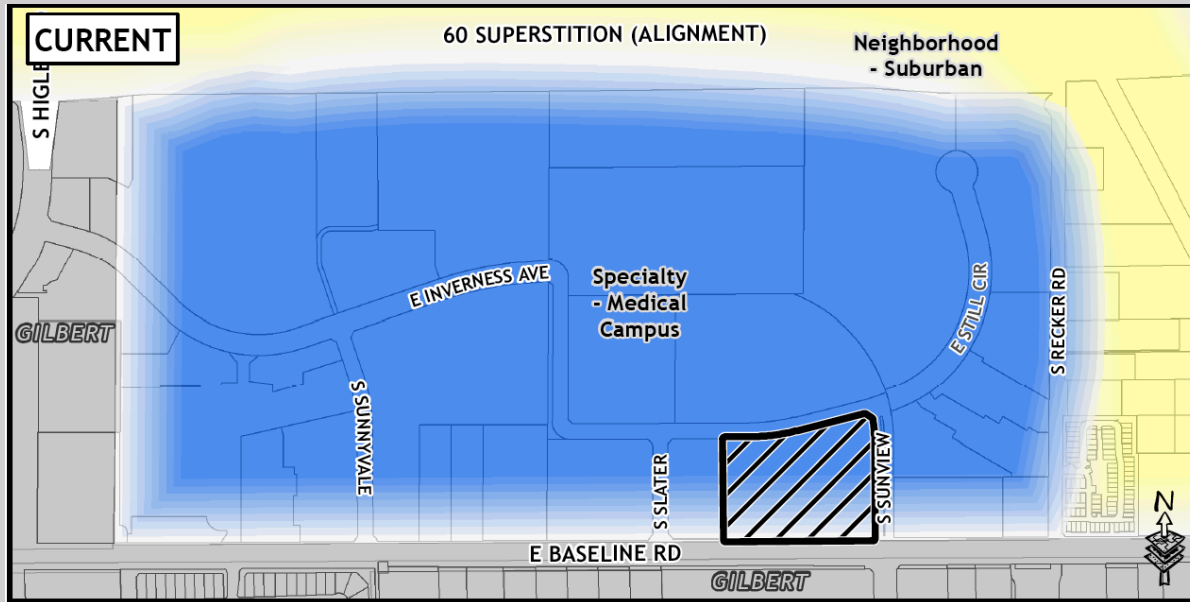 CURRENT
60 SUPERSTITION (ALIGNMENT)
Neighborhood
- Suburban
S HIGLE
E INVERNESS AVE
Specialty
- Medical
Campus
E STILL CIR
S RECKER RD
GILBERT
S SUNNYVALE
S SLATER
S SUNVIEW
N
E BASELINE RD
GILBERT